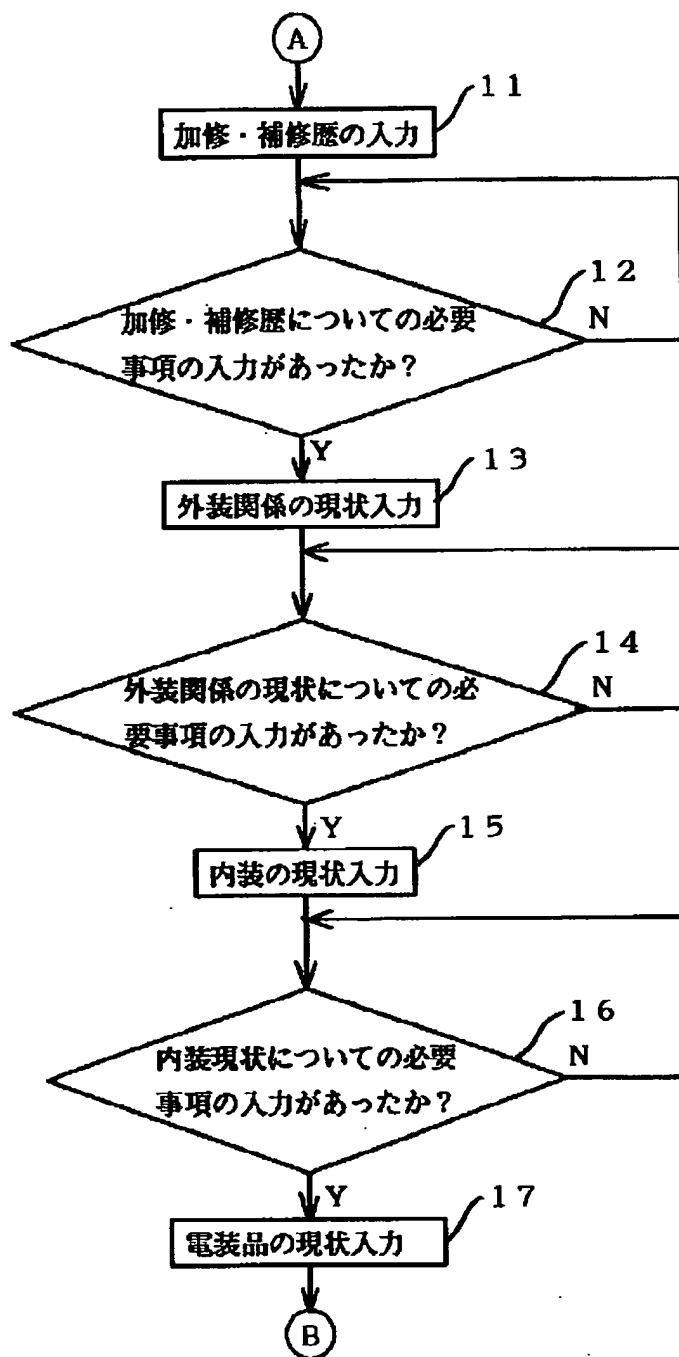 A
11
加修・補修歴の入力
12
加修・補修歴についての必要
事項の入力があったか?
N
Y
13
外装関係の現状入力
14
外装関係の現状についての必
要事項の入力があったか?
N
Y
15
内装の現状入力
16
内装現状についての必要
事項の入力があったか?
N
Y
17
電装品の現状入力
B